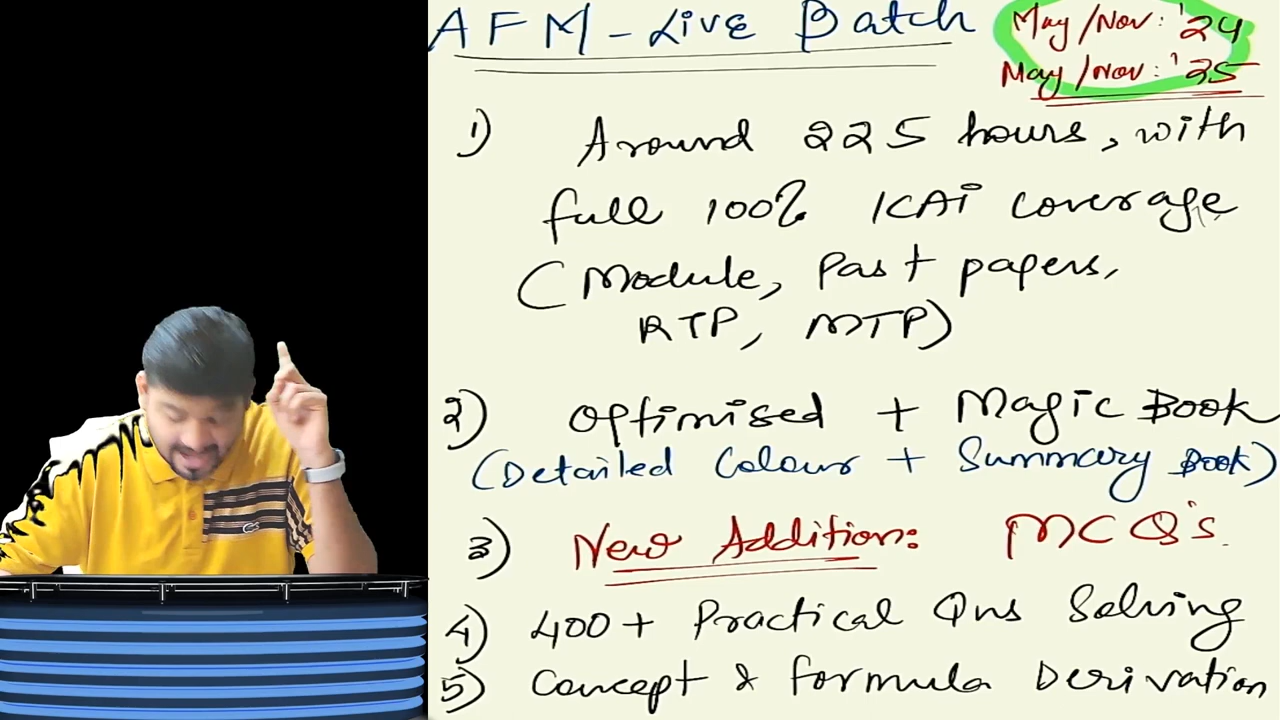 AFM - Live Batch
May/Nov: '24
May/Nov: '25
1) Around 225 hours, with
full 100% ICAI coverage
(Module, Past papers,
RTP, MTP)
2) Optimised + Magic Book
(Detailed Colour + Summary Book)
3) New Addition: MCQ's.
4) 400+ Practical Qns Solving
5) Concept & formula Derivation